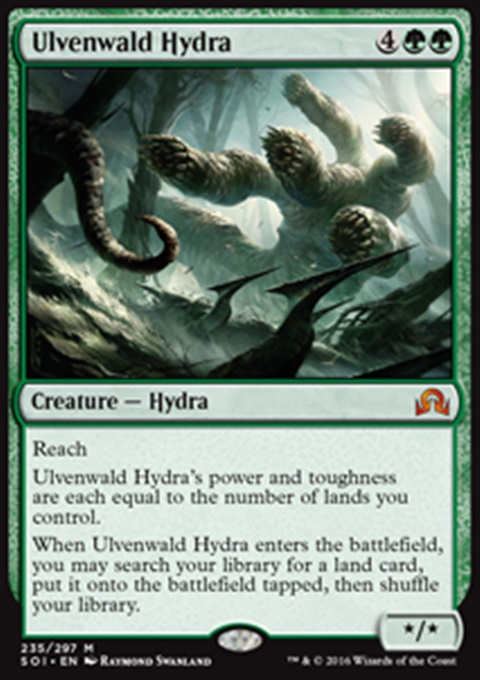 Ulvenwald Hydra 4
Creature — Hydra
Reach
Ulvenwald Hydra's power and toughness
are each equal to the number of lands you
control.
When Ulvenwald Hydra enters the battlefield,
you may search your library for a land card,
put it onto the battlefield tapped, then shuffle
your library.
*/*
235/297 M
SOI • EN Raymond Swanland
™ & © 2016 Wizards of the Coast